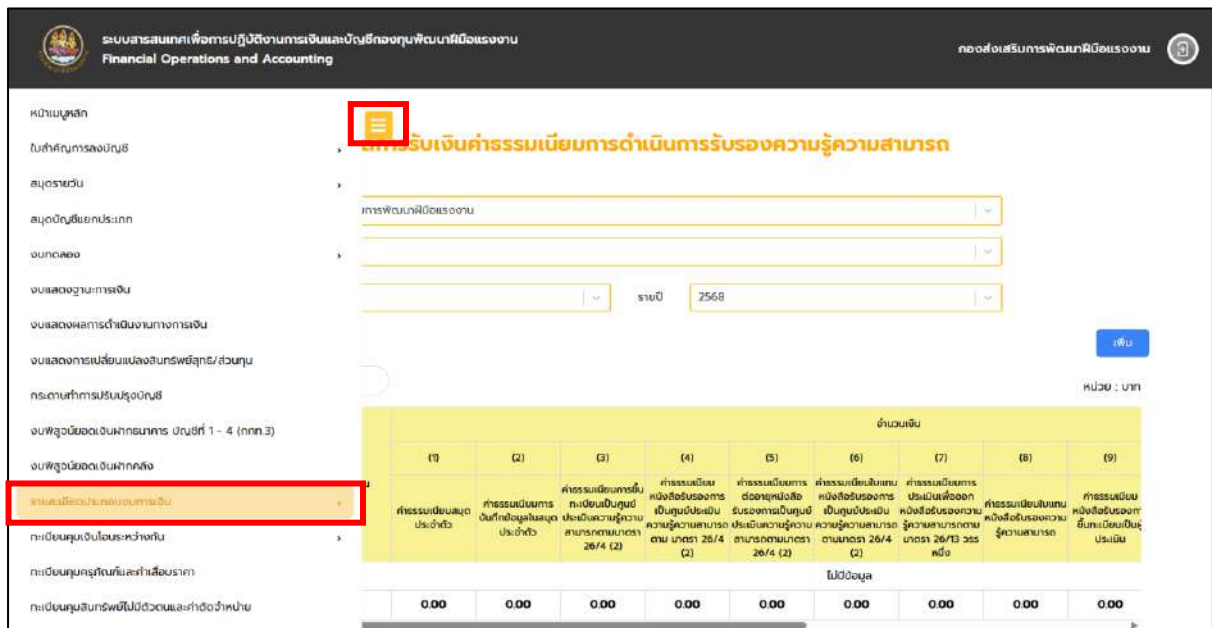 ระบบสารสนเทศเพื่อการปฏิบัติงานการเงินและบัญชีกองทุนพัฒนาฝีมือแรงงาน
Financial Operations and Accounting
กองส่งเสริมการพัฒนาฝีมือแรงงาน
หน้าเมนูหลัก
ใบสำคัญการลงบัญชี
สมุดรายวัน
สมุดบัญชีแยกประเภท
งบทดลอง
งบแสดงฐานะการเงิน
งบแสดงผลการดำเนินงานทางการเงิน
งบแสดงการเปลี่ยนแปลงสินทรัพย์สุทธิ/ส่วนทุน
กระดาษทำการปรับปรุงบัญชี
งบพิสูจน์ยอดเงินฝากธนาคาร บัญชีที่ 1 - 4 (กกท.3)
งบพิสูจน์ยอดเงินฝากคลัง
รายละเอียดประกอบงบการเงิน
ทะเบียนคุมเงินโอนระหว่างกัน
ทะเบียนคุมครุภัณฑ์และค่าเสื่อมราคา
ทะเบียนคุมสินทรัพย์ไม่มีตัวตนและค่าตัดจำหน่าย
การรับเงินค่าธรรมเนียมการดำเนินการรับรองความรู้ความสามารถ
มการพัฒนาฝีมือแรงงาน
รายปี 2568
เพิ่ม
หน่วย : บาท
จำนวนเงิน
(1) (2) (3) (4) (5) (6) (7) (8) (9)
ค่าธรรมเนียมสมุด
ประจำตัว
ค่าธรรมเนียมการ
บันทึกข้อมูลในสมุด
ประจำตัว
ค่าธรรมเนียมการขึ้น
ทะเบียนเป็นศูนย์
ประเมินความรู้ความ
สามารถตามมาตรา
26/4 (2)
ค่าธรรมเนียม
หนังสือรับรองการ
เป็นศูนย์ประเมิน
ความรู้ความสามารถ
ตาม มาตรา 26/4
(2)
ค่าธรรมเนียมการ
ต่ออายุหนังสือ
รับรองการเป็นศูนย์
ประเมินความรู้ความ
สามารถตามมาตรา
26/4 (2)
ค่าธรรมเนียมใบแทน
หนังสือรับรองการ
เป็นศูนย์ประเมิน
ความรู้ความสามารถ
ตามมาตรา 26/4
(2)
ค่าธรรมเนียมการ
ประเมินเพื่อออก
หนังสือรับรองความ
รู้ความสามารถตาม
มาตรา 26/13 วรร
หนึ่ง
ค่าธรรมเนียมใบแทน
หนังสือรับรองความ
รู้ความสามารถ
ค่าธรรมเนียม
หนังสือรับรองกา
ขึ้นทะเบียนเป็นผู้
ประเมิน
ไม่มีข้อมูล
0.00 0.00 0.00 0.00 0.00 0.00 0.00 0.00 0.00